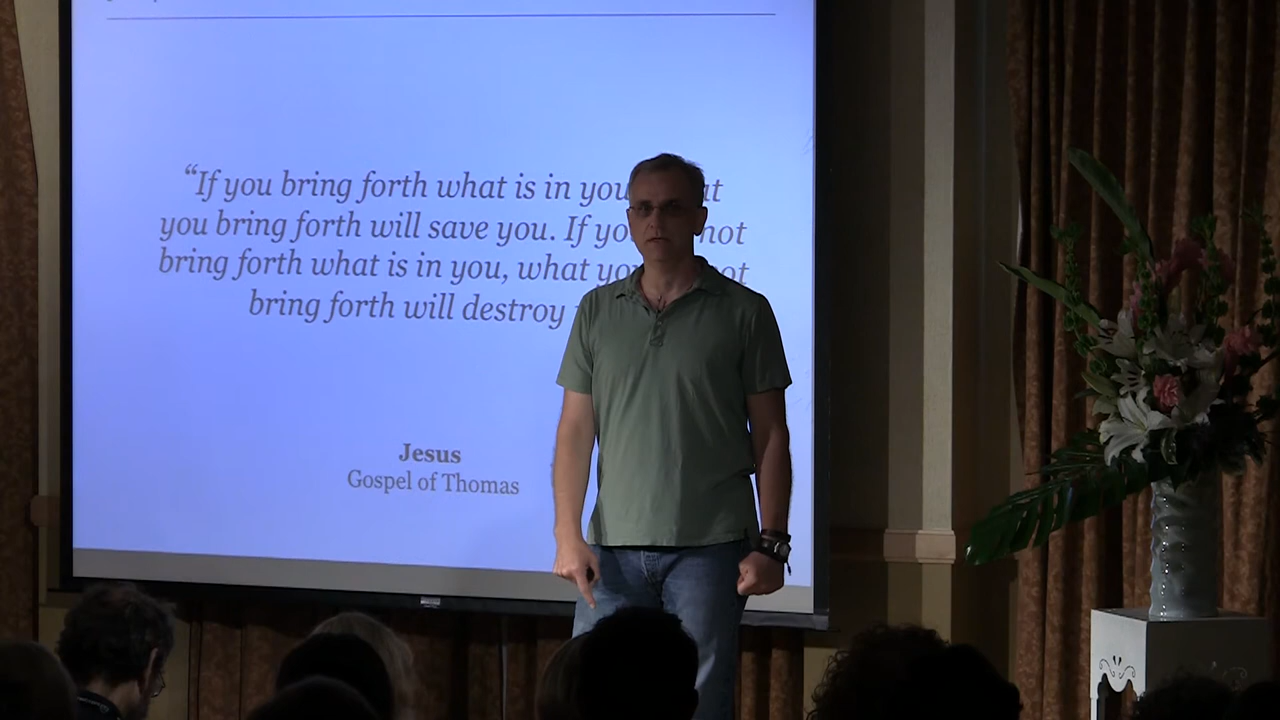 “If you bring forth what is in you
you bring forth will save you. If not
bring forth what is in you, what
bring forth will destroy
Jesus
Gospel of Thomas